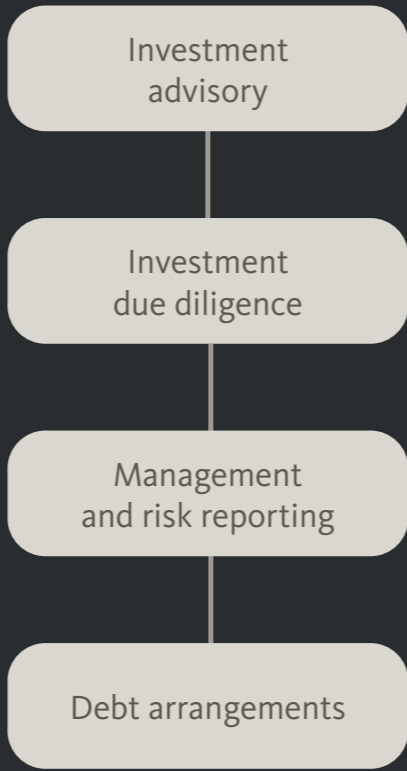 Investment
advisory
Investment
due diligence
Management
and risk reporting
Debt arrangements